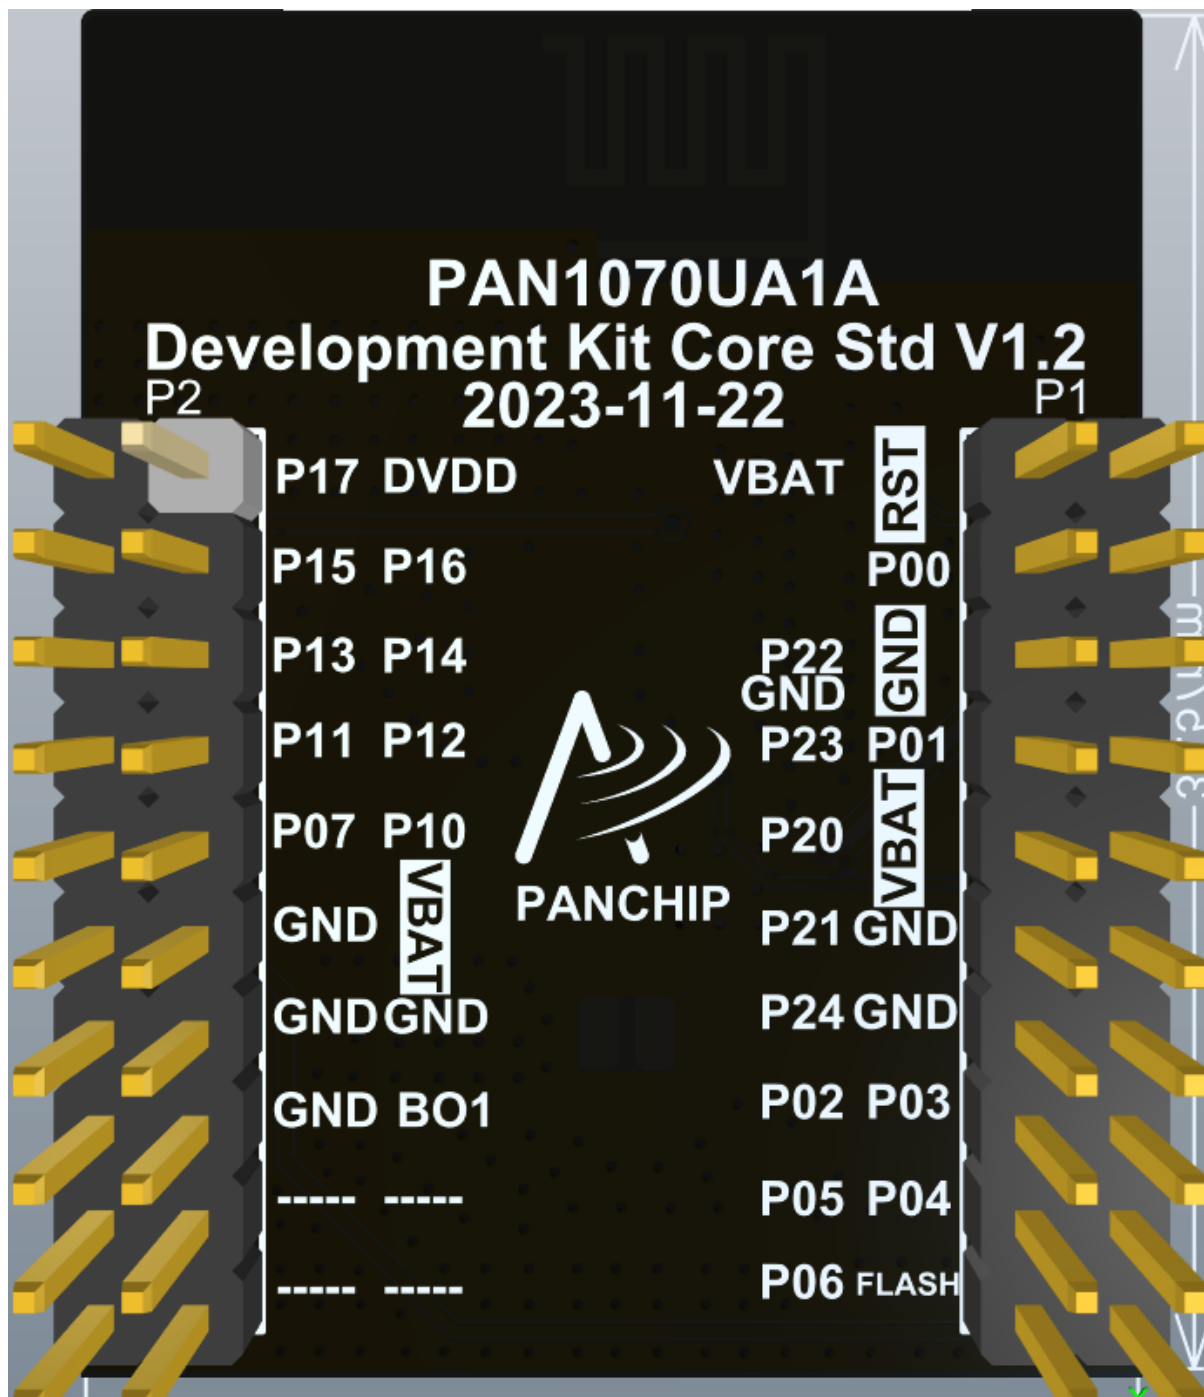 PAN1070UA1A
Development Kit Core Std V1.2
2023-11-22
P2 P1
P17 DVDD VBAT RST
P15 P16 P00
P13 P14 P22 GND
GND
P11 P12 P23 P01
P07 P10 P20 VBAT
PANCHIP
GND VBAT P21 GND
GND GND P24 GND
GND BO1 P02 P03
----- ----- P05 P04
----- ----- P06 FLASH